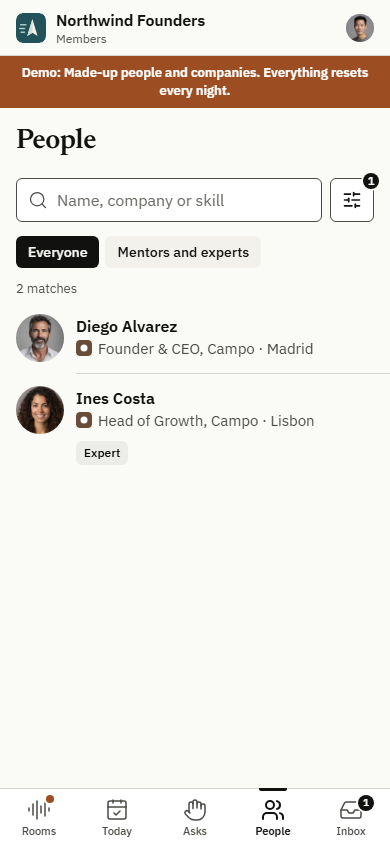 Northwind Founders
Members
Demo: Made-up people and companies. Everything resets
every night.
People
Name, company or skill
1
Everyone
Mentors and experts
2 matches
Diego Alvarez
Founder & CEO, Campo · Madrid
Ines Costa
Head of Growth, Campo · Lisbon
Expert
Rooms
Today
Asks
People
1
Inbox